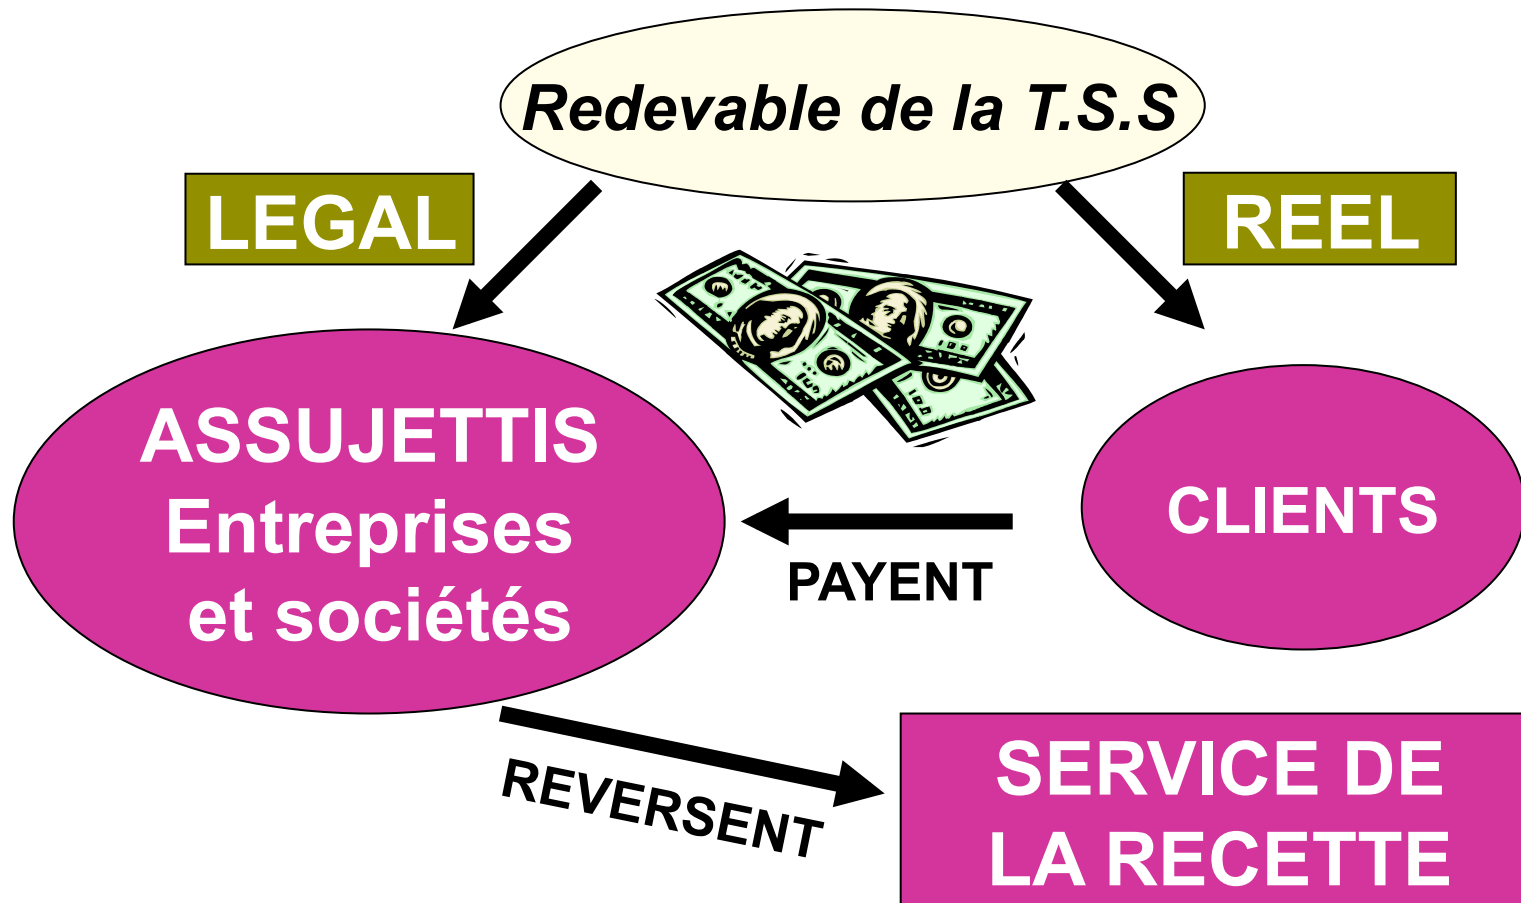 Redevable de la T.S.S
LEGAL
REEL
ASSUJETTIS
Entreprises
et sociétés
CLIENTS
PAYENT
REVERSENT
SERVICE DE
LA RECETTE